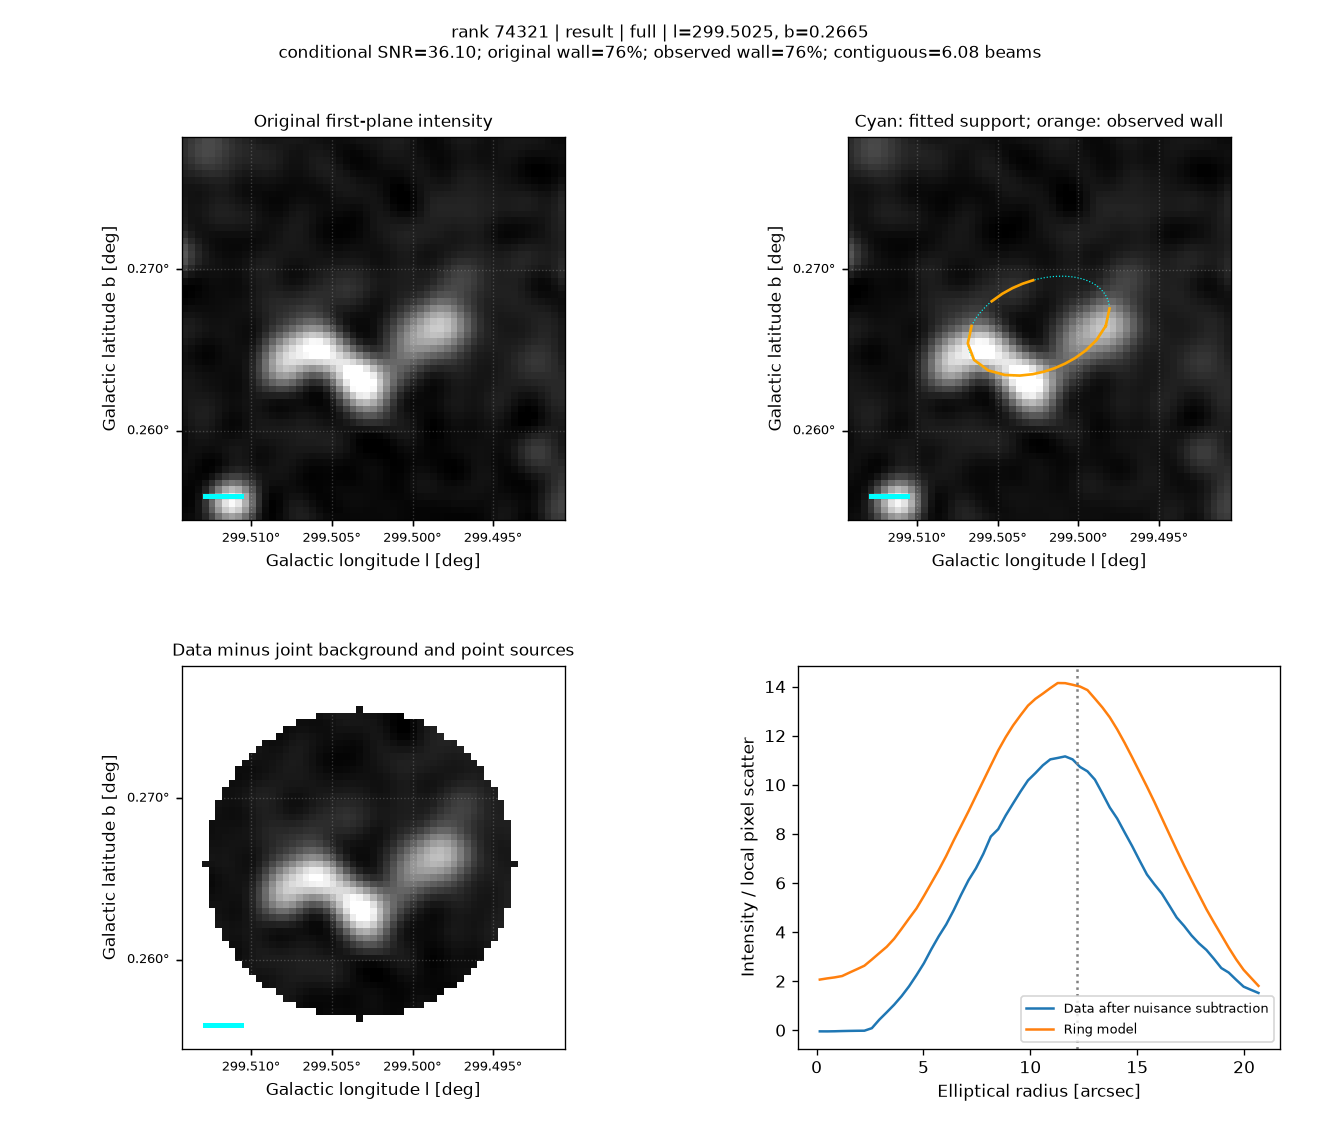 rank 74321 | result | full | l=299.5025, b=0.2665
conditional SNR=36.10; original wall=76%; observed wall=76%; contiguous=6.08 beams
Original first-plane intensity
Galactic latitude b [deg]
0.270°
0.260°
299.510°
299.505°
299.500°
299.495°
Galactic longitude l [deg]
Cyan: fitted support; orange: observed wall
Galactic latitude b [deg]
0.270°
0.260°
299.510°
299.505°
299.500°
299.495°
Galactic longitude l [deg]
Data minus joint background and point sources
Galactic latitude b [deg]
0.270°
0.260°
299.510°
299.505°
299.500°
299.495°
Galactic longitude l [deg]
Intensity / local pixel scatter
14
12
10
8
6
4
2
0
Data after nuisance subtraction
Ring model
0
5
10
15
20
Elliptical radius [arcsec]